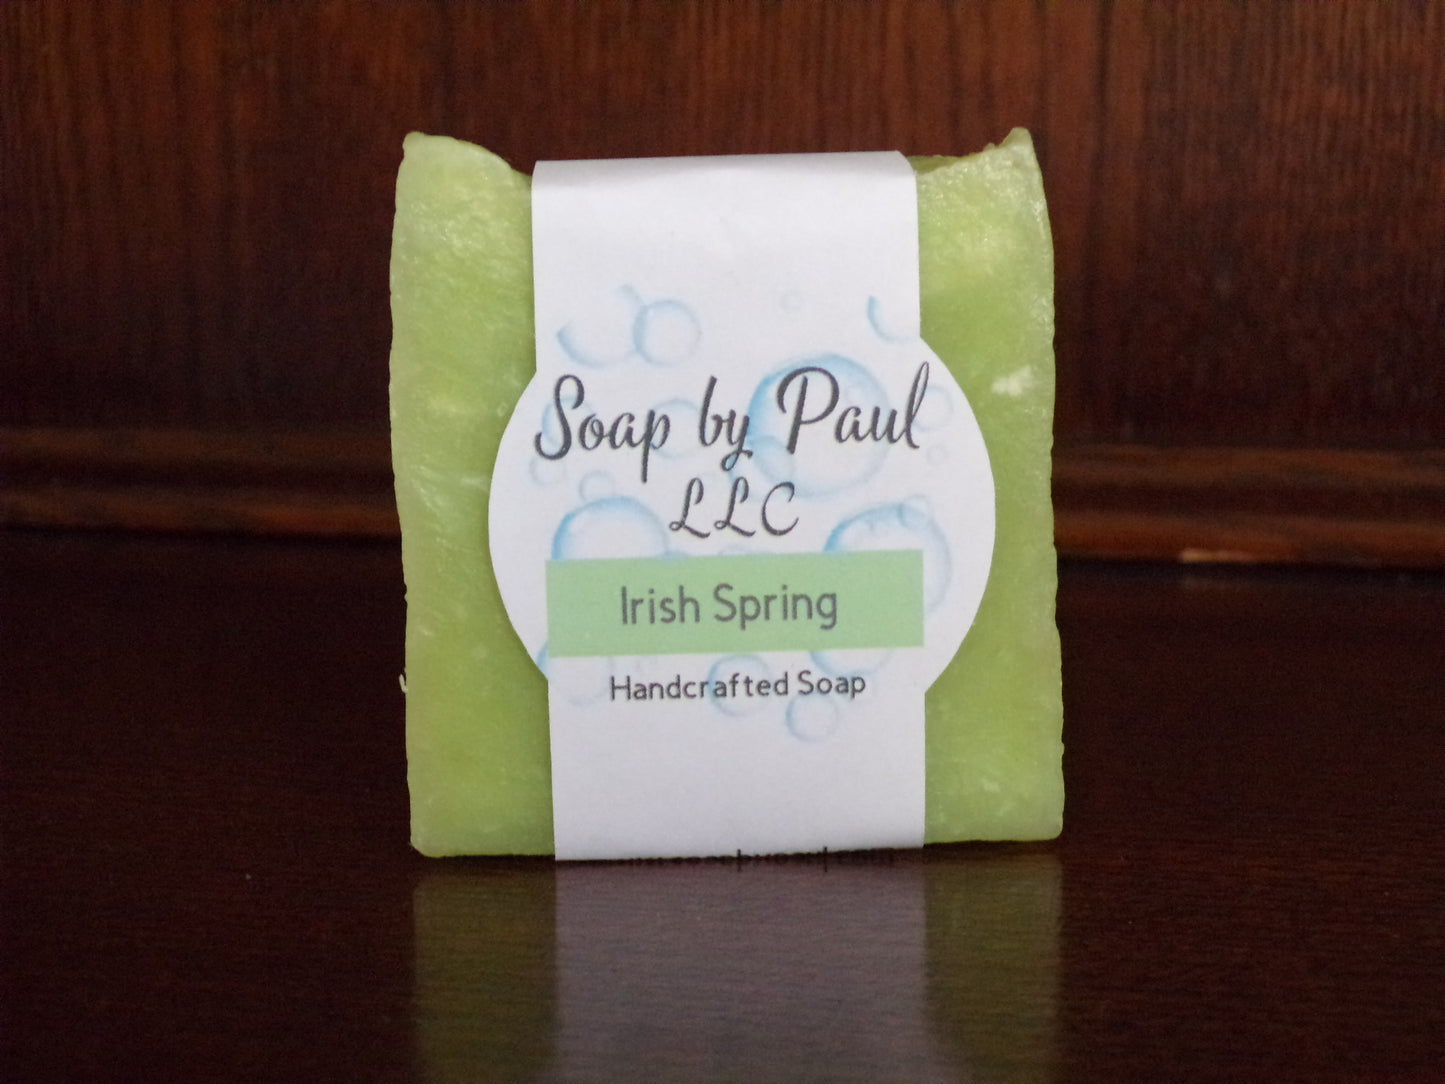 Soap by Paul
LLC
Irish Spring
Handcrafted Soap